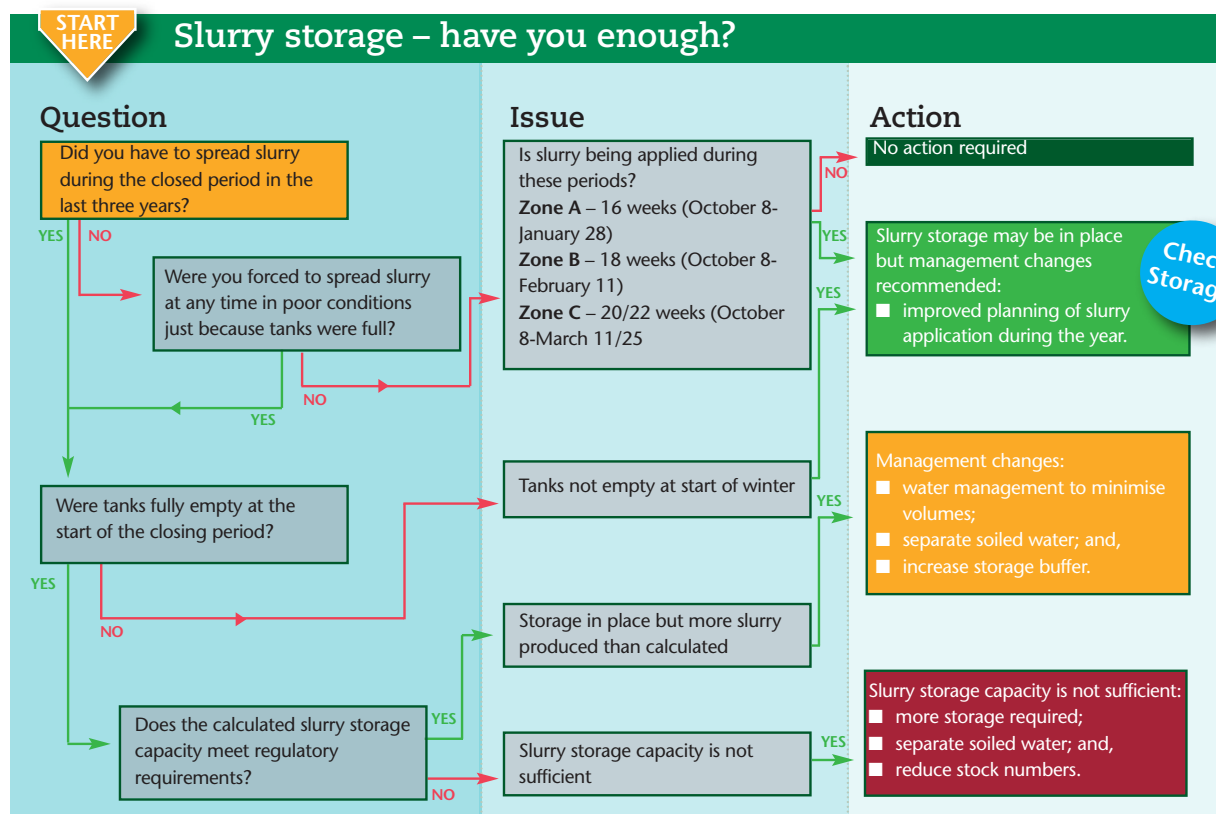 START
HERE
Slurry storage – have you enough?
Question
Did you have to spread slurry
during the closed period in the
last three years?
YES
NO
Were you forced to spread slurry
at any time in poor conditions
just because tanks were full?
NO
YES
Were tanks fully empty at the
start of the closing period?
YES
NO
Does the calculated slurry storage
capacity meet regulatory
requirements?
YES
NO
Issue
Is slurry being applied during
these periods?
Zone A – 16 weeks (October 8-
January 28)
Zone B – 18 weeks (October 8-
February 11)
Zone C – 20/22 weeks (October
8-March 11/25
NO
YES
Tanks not empty at start of winter
YES
Storage in place but more slurry
produced than calculated
YES
Slurry storage capacity is not
sufficient
YES
Action
No action required
Slurry storage may be in place
but management changes
recommended:
■ improved planning of slurry
application during the year.
Chec
Storag
Management changes:
■ water management to minimise
volumes;
■ separate soiled water; and,
■ increase storage buffer.
Slurry storage capacity is not sufficient:
■ more storage required;
■ separate soiled water; and,
■ reduce stock numbers.